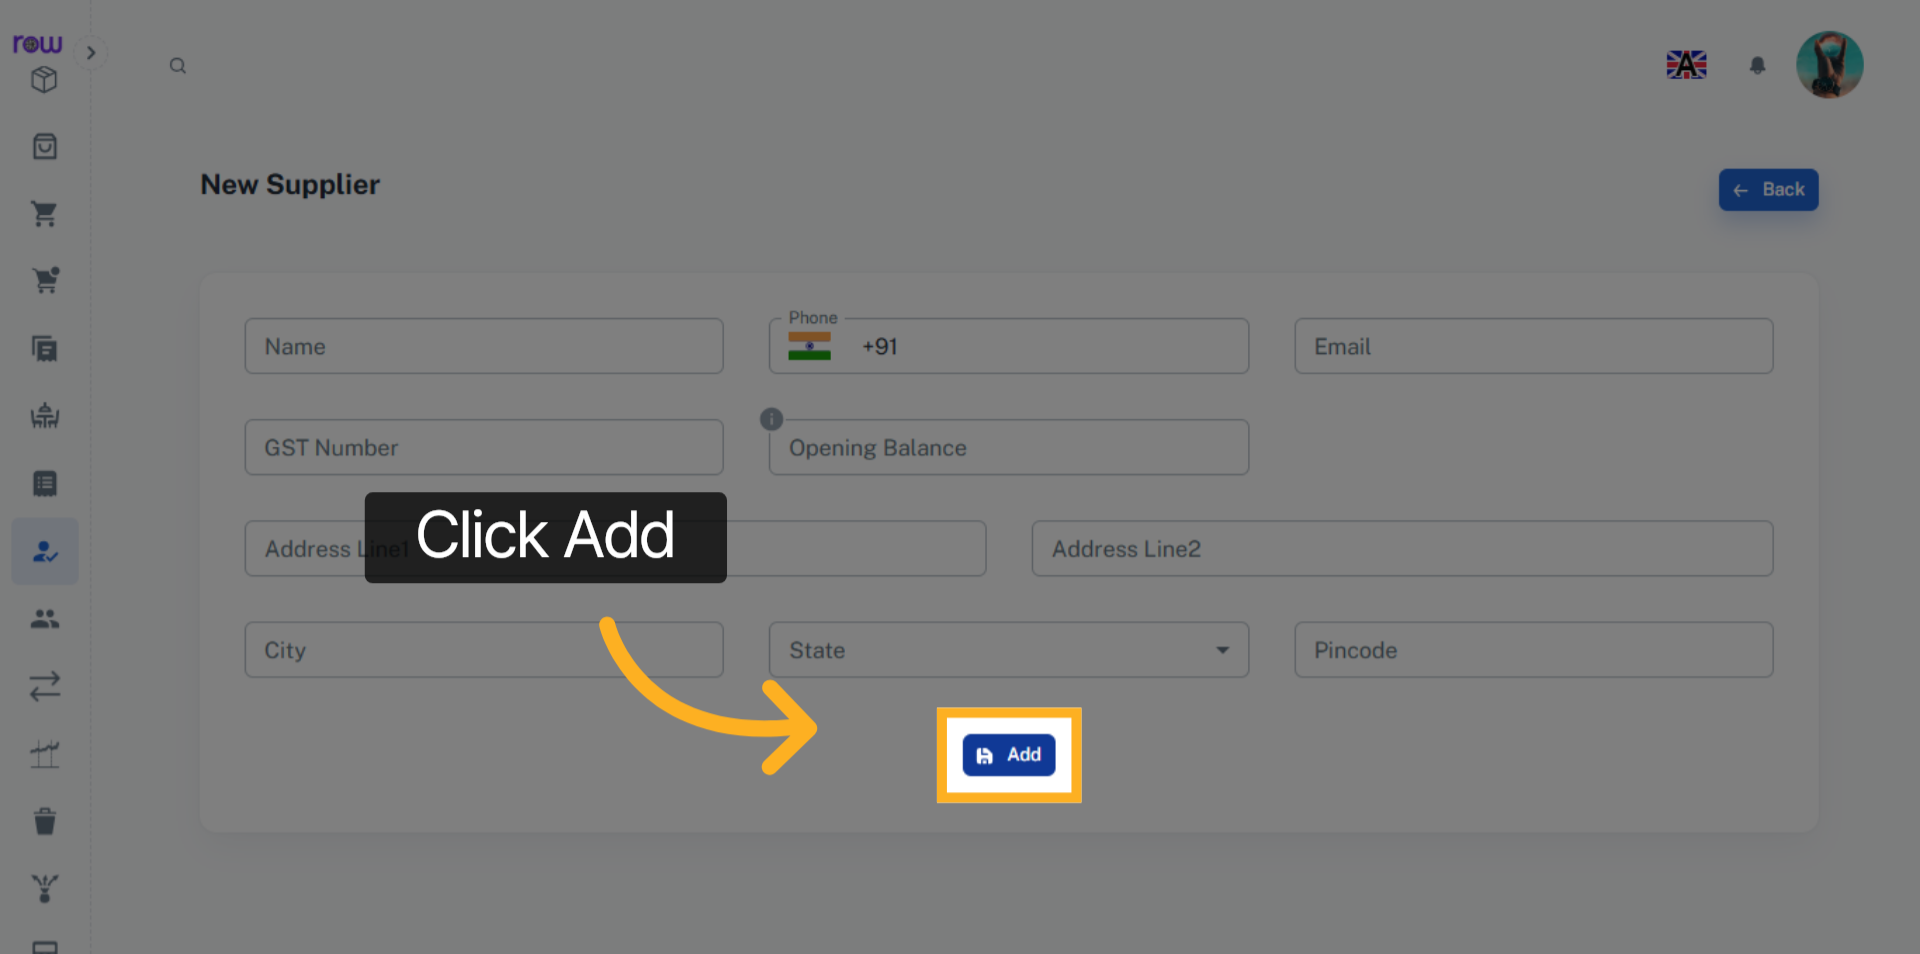 row
A
New Supplier
Back
Name
Phone
+91
Email
GST Number
i
Opening Balance
Address Line1
Click Add
Address Line2
City
State
Pincode
Add